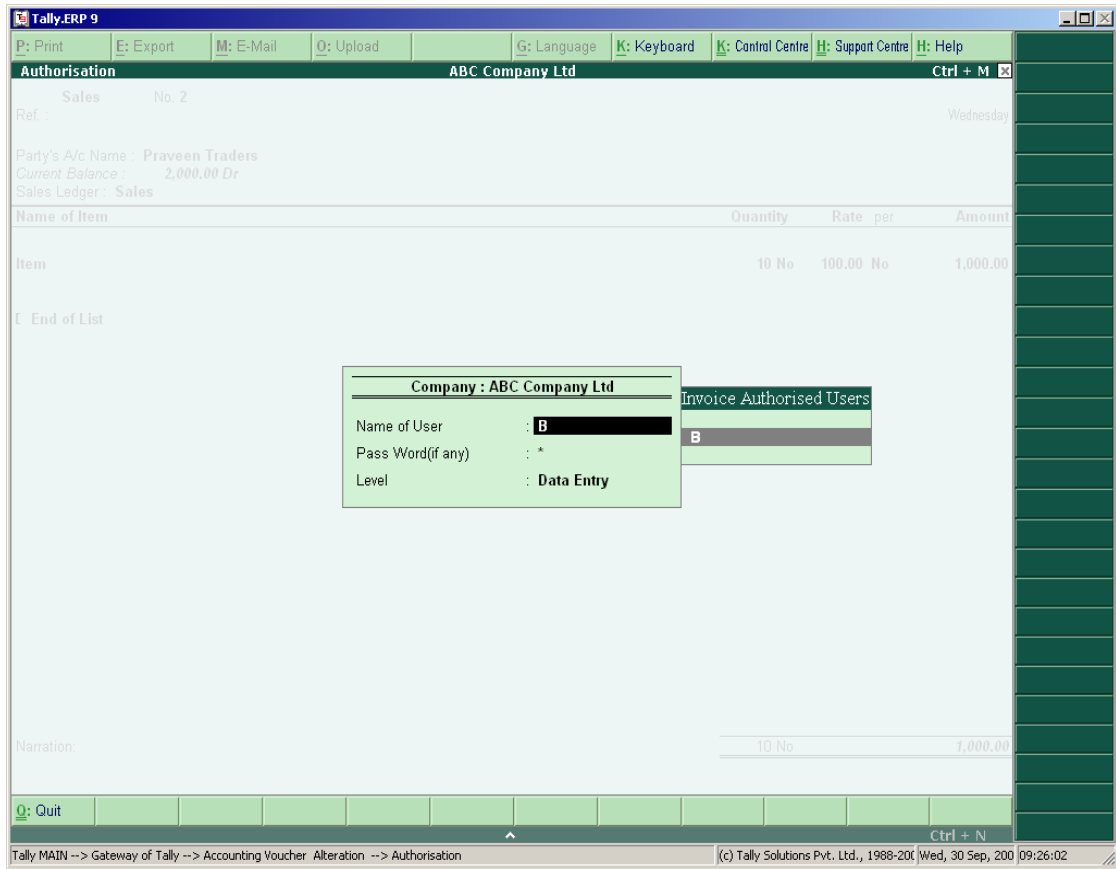 Tally.ERP 9
P: Print E: Export M: E-Mail O: Upload G: Language K: Keyboard K: Control Centre H: Support Centre H: Help
Authorisation ABC Company Ltd Ctrl + M
Sales No. 2
Ref. : Wednesday
Party's A/c Name : Praveen Traders
Current Balance : 2,000.00 Dr
Sales Ledger : Sales
Name of Item Quantity Rate per Amount
Item 10 No 100.00 No 1,000.00
End of List
Company : ABC Company Ltd
Invoice Authorised Users
Name of User : B
B
Pass Word(if any) : *
Level : Data Entry
Narration: 10 No 1,000.00
Q: Quit
Ctrl + N
Tally MAIN --> Gateway of Tally --> Accounting Voucher Alteration --> Authorisation (c) Tally Solutions Pvt. Ltd., 1988-200 Wed, 30 Sep, 200 09:26:02